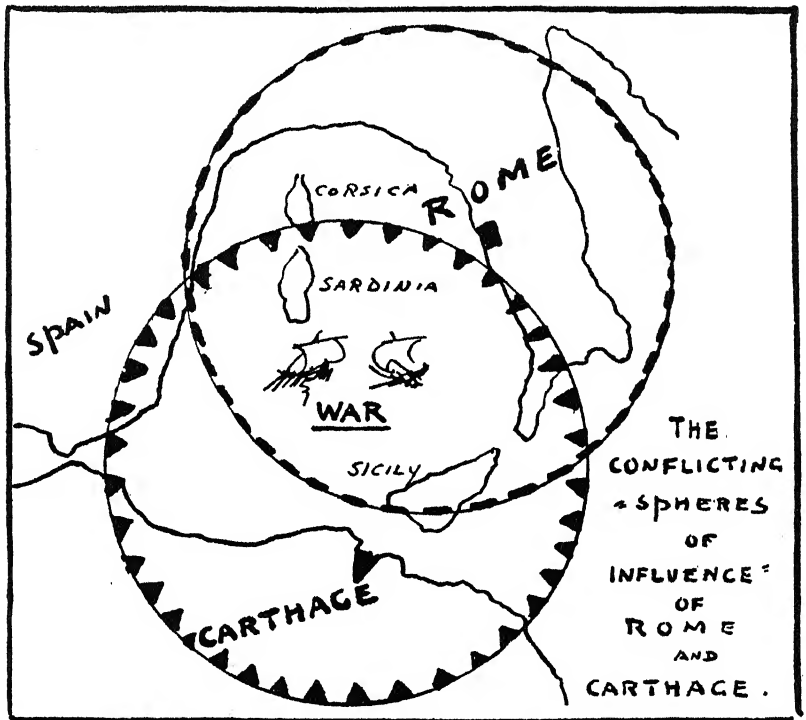 CORSICA
ROME
SARDINIA
SPAIN
WAR
SICILY
CARTHAGE
THE
CONFLICTING
"SPHERES
OF
INFLUENCE"
OF
ROME
AND
CARTHAGE.